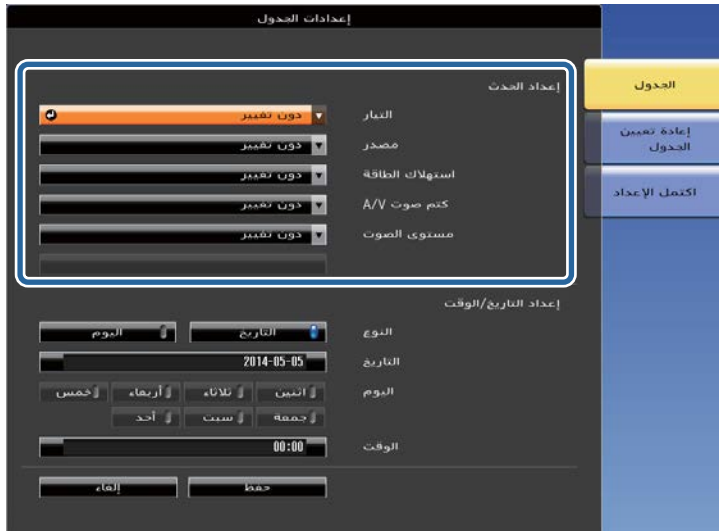 إعدادات الجدول
الجدول
إعادة تعيين
الجدول
اكتمل الإعداد
إعداد الحدث
التيار دون تغيير
مصدر دون تغيير
استهلاك الطاقة دون تغيير
كتم صوت A/V دون تغيير
مستوى الصوت دون تغيير
إعداد التاريخ/الوقت
النوع التاريخ اليوم
التاريخ 2014-05-05
اليوم اثنين ثلاثاء أربعاء خمس
جمعة سبت أحد
الوقت 00:00
حفظ إلغاء